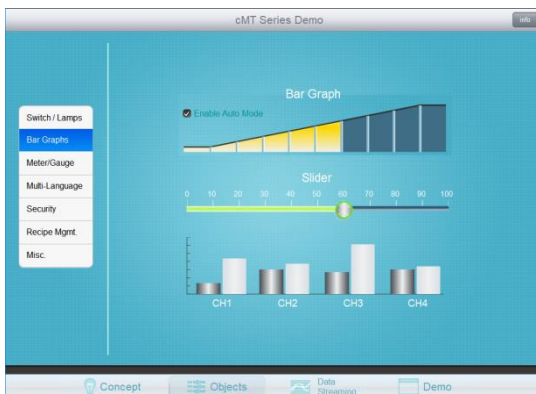 cMT Series Demo
info
Bar Graph
Enable Auto Mode
Switch / Lamps
Bar Graphs
Meter/Gauge
Multi-Language
Security
Recipe Mgmt.
Misc.
Slider
0 10 20 30 40 50 60 70 80 90 100
CH1 CH2 CH3 CH4
Concept
Objects
Data
Streaming
Demo